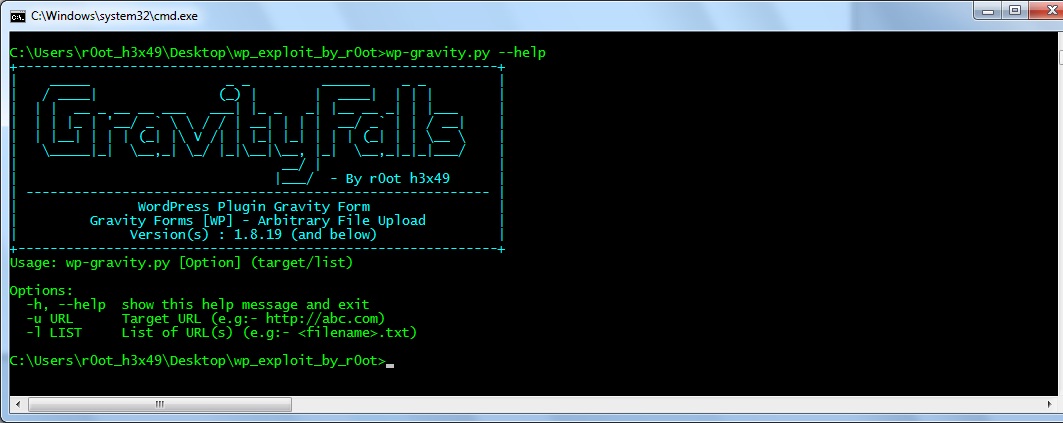 C:\Windows\system32\cmd.exe
C:\Users\r0ot_h3x49\Desktop\wp_exploit_by_r0ot>wp-gravity.py --help
GravityFalls
- By r0ot h3x49
WordPress Plugin Gravity Form
Gravity Forms [WP] - Arbitrary File Upload
Version(s) : 1.8.19 (and below)
Usage: wp-gravity.py [Option] (target/list)
Options:
-h, --help  show this help message and exit
-u URL      Target URL (e.g:- http://abc.com)
-l LIST     List of URL(s) (e.g:- <filename>.txt)
C:\Users\r0ot_h3x49\Desktop\wp_exploit_by_r0ot>